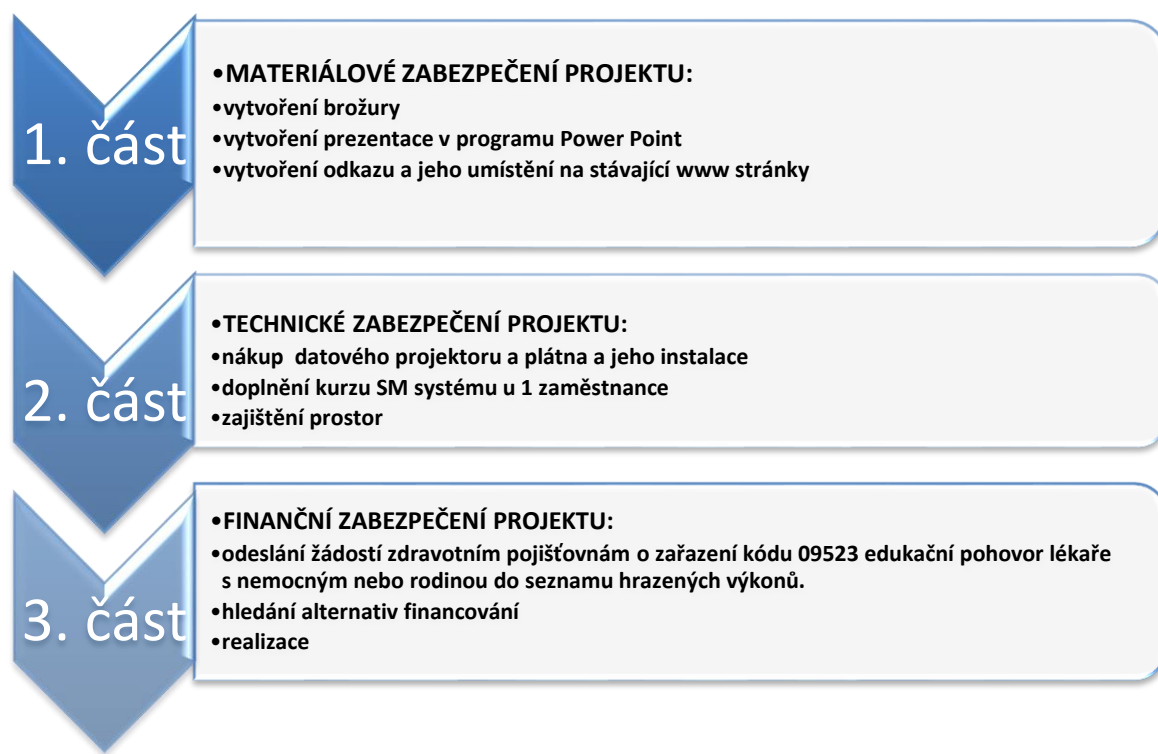 1. část
•MATERIÁLOVÉ ZABEZPEČENÍ PROJEKTU:
•vytvoření brožury
•vytvoření prezentace v programu Power Point
•vytvoření odkazu a jeho umístění na stávající www stránky
2. část
•TECHNICKÉ ZABEZPEČENÍ PROJEKTU:
•nákup datového projektoru a plátna a jeho instalace
•doplnění kurzu SM systému u 1 zaměstnance
•zajištění prostor
3. část
•FINANČNÍ ZABEZPEČENÍ PROJEKTU:
•odeslání žádostí zdravotním pojišťovnám o zařazení kódu 09523 edukační pohovor lékaře
s nemocným nebo rodinou do seznamu hrazených výkonů.
•hledání alternativ financování
•realizace